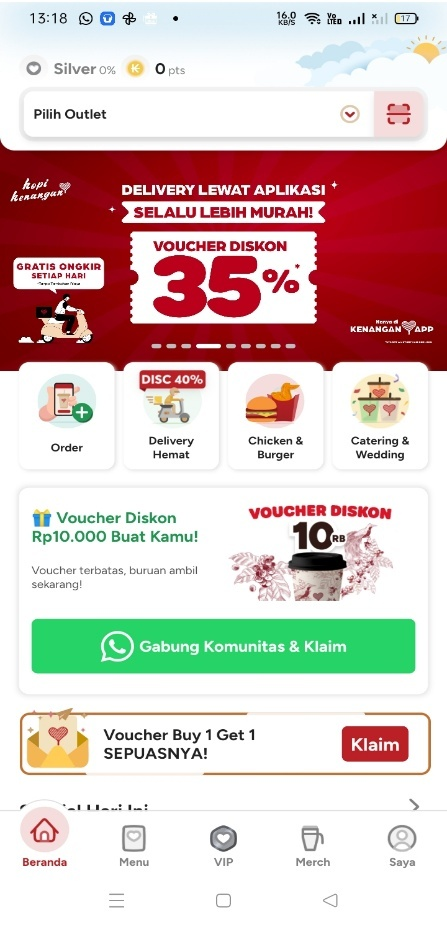 13:18
16.0 KB/S
Vo LTED
17
Silver 0%
0 pts
Pilih Outlet
kopi
kenangan
DELIVERY LEWAT APLIKASI
SELALU LEBIH MURAH!
VOUCHER DISKON
35%*
GRATIS ONGKIR
SETIAP HARI
Hanya di
KENANGAN APP
Order
DISC 40%
Delivery
Hemat
Chicken &
Burger
Catering &
Wedding
Voucher Diskon
Rp10.000 Buat Kamu!
Voucher terbatas, buruan ambil
sekarang!
VOUCHER DISKON
10RB
Gabung Komunitas & Klaim
Voucher Buy 1 Get 1
SEPUASNYA!
Klaim
Hari Ini
Beranda
Menu
VIP
Merch
Saya